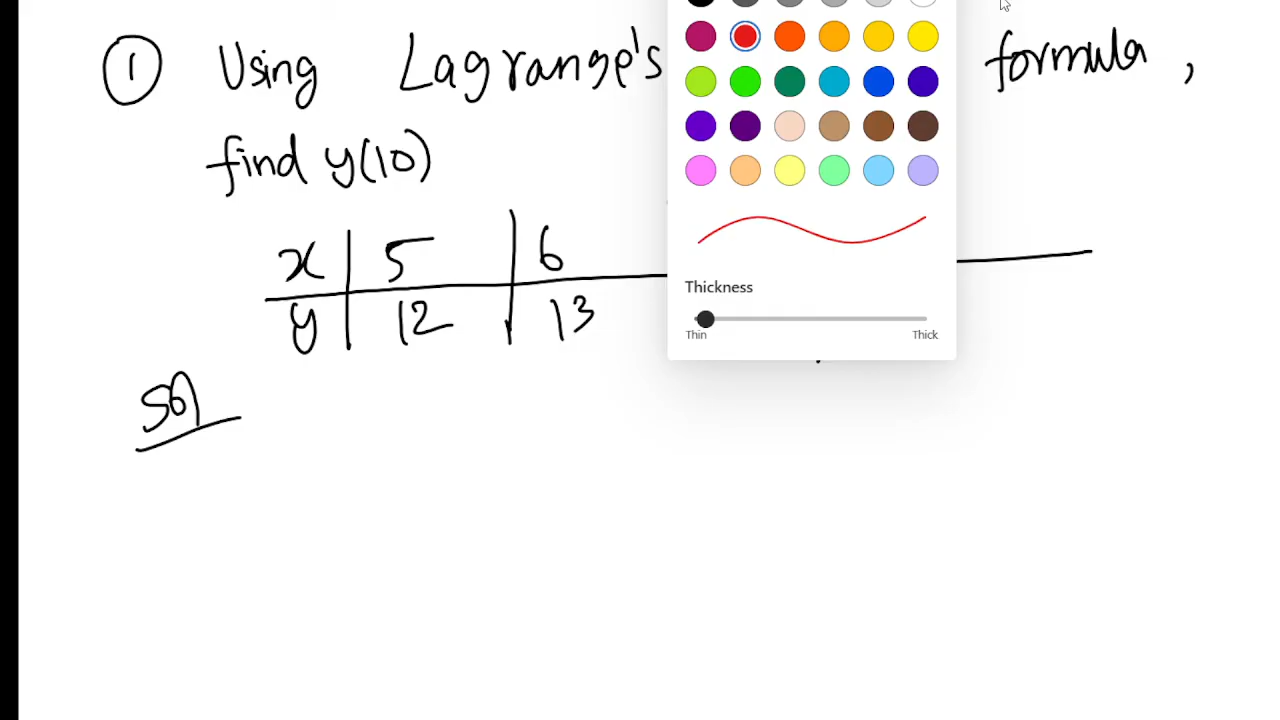 ① Using Lagrange's formula,
find y(10)
x 5 6
y 12 13
Thickness
Thin Thick
Sol